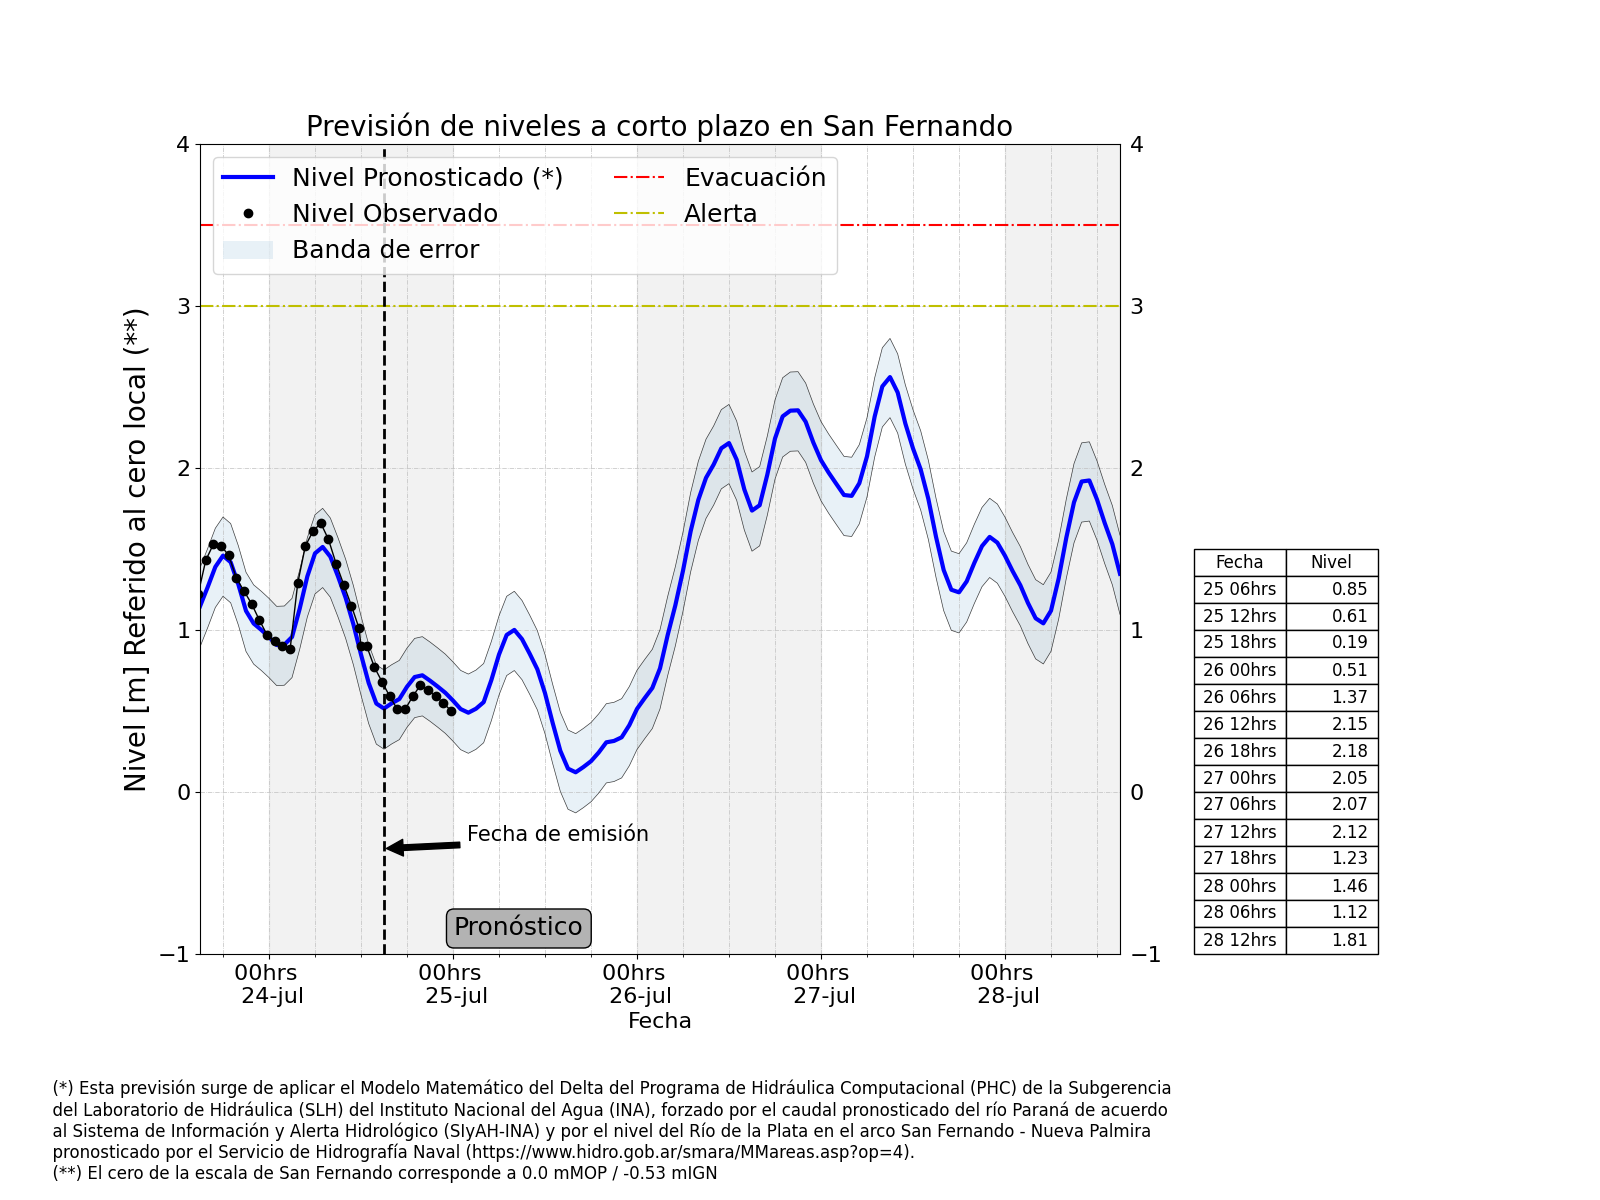 Previsión de niveles a corto plazo en San Fernando
Nivel Pronosticado (*)
Nivel Observado
Banda de error
Evacuación
Alerta
Nivel [m] Referido al cero local (**)
4
3
2
1
0
−1
4
3
2
1
0
−1
Fecha de emisión
Pronóstico
00hrs
24-jul
00hrs
25-jul
00hrs
26-jul
00hrs
27-jul
00hrs
28-jul
Fecha
Fecha Nivel
25 06hrs 0.85
25 12hrs 0.61
25 18hrs 0.19
26 00hrs 0.51
26 06hrs 1.37
26 12hrs 2.15
26 18hrs 2.18
27 00hrs 2.05
27 06hrs 2.07
27 12hrs 2.12
27 18hrs 1.23
28 00hrs 1.46
28 06hrs 1.12
28 12hrs 1.81
(*) Esta previsión surge de aplicar el Modelo Matemático del Delta del Programa de Hidráulica Computacional (PHC) de la Subgerencia
del Laboratorio de Hidráulica (SLH) del Instituto Nacional del Agua (INA), forzado por el caudal pronosticado del río Paraná de acuerdo
al Sistema de Información y Alerta Hidrológico (SIyAH-INA) y por el nivel del Río de la Plata en el arco San Fernando - Nueva Palmira
pronosticado por el Servicio de Hidrografía Naval (https://www.hidro.gob.ar/smara/MMareas.asp?op=4).
(**) El cero de la escala de San Fernando corresponde a 0.0 mMOP / -0.53 mIGN